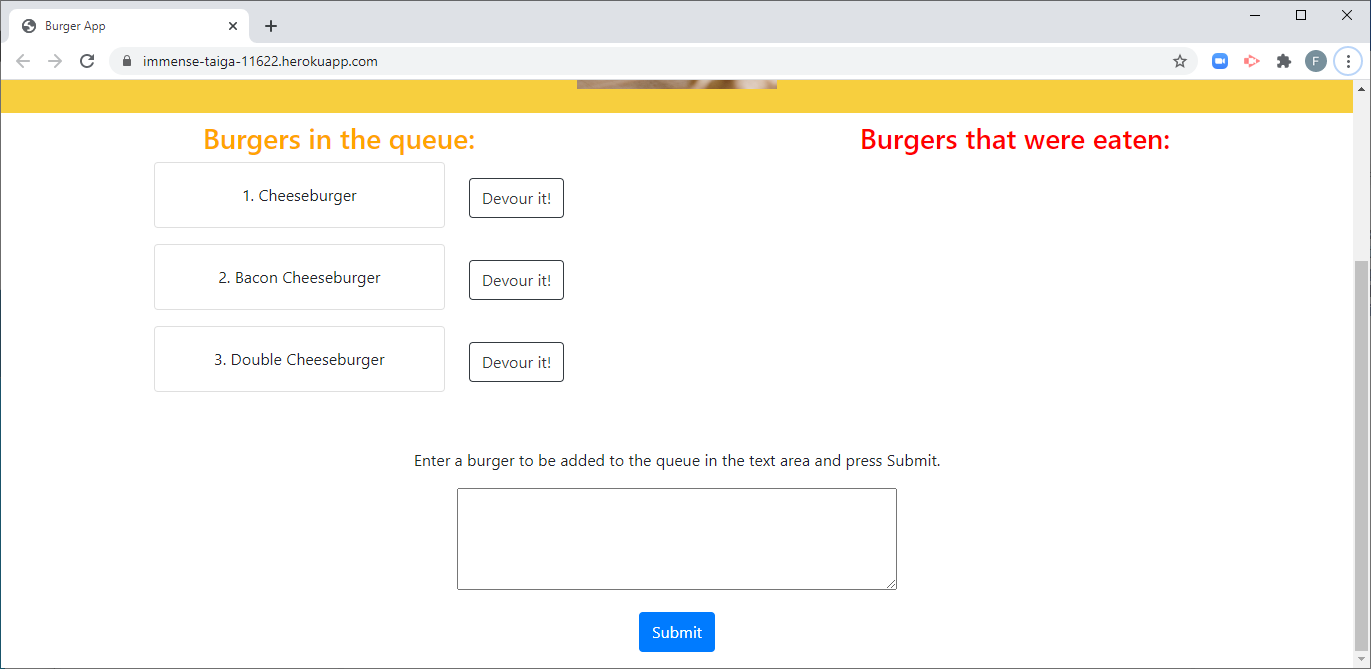 Burger App
immense-taiga-11622.herokuapp.com
F
Burgers in the queue:
Burgers that were eaten:
1. Cheeseburger
Devour it!
2. Bacon Cheeseburger
Devour it!
3. Double Cheeseburger
Devour it!
Enter a burger to be added to the queue in the text area and press Submit.
Submit